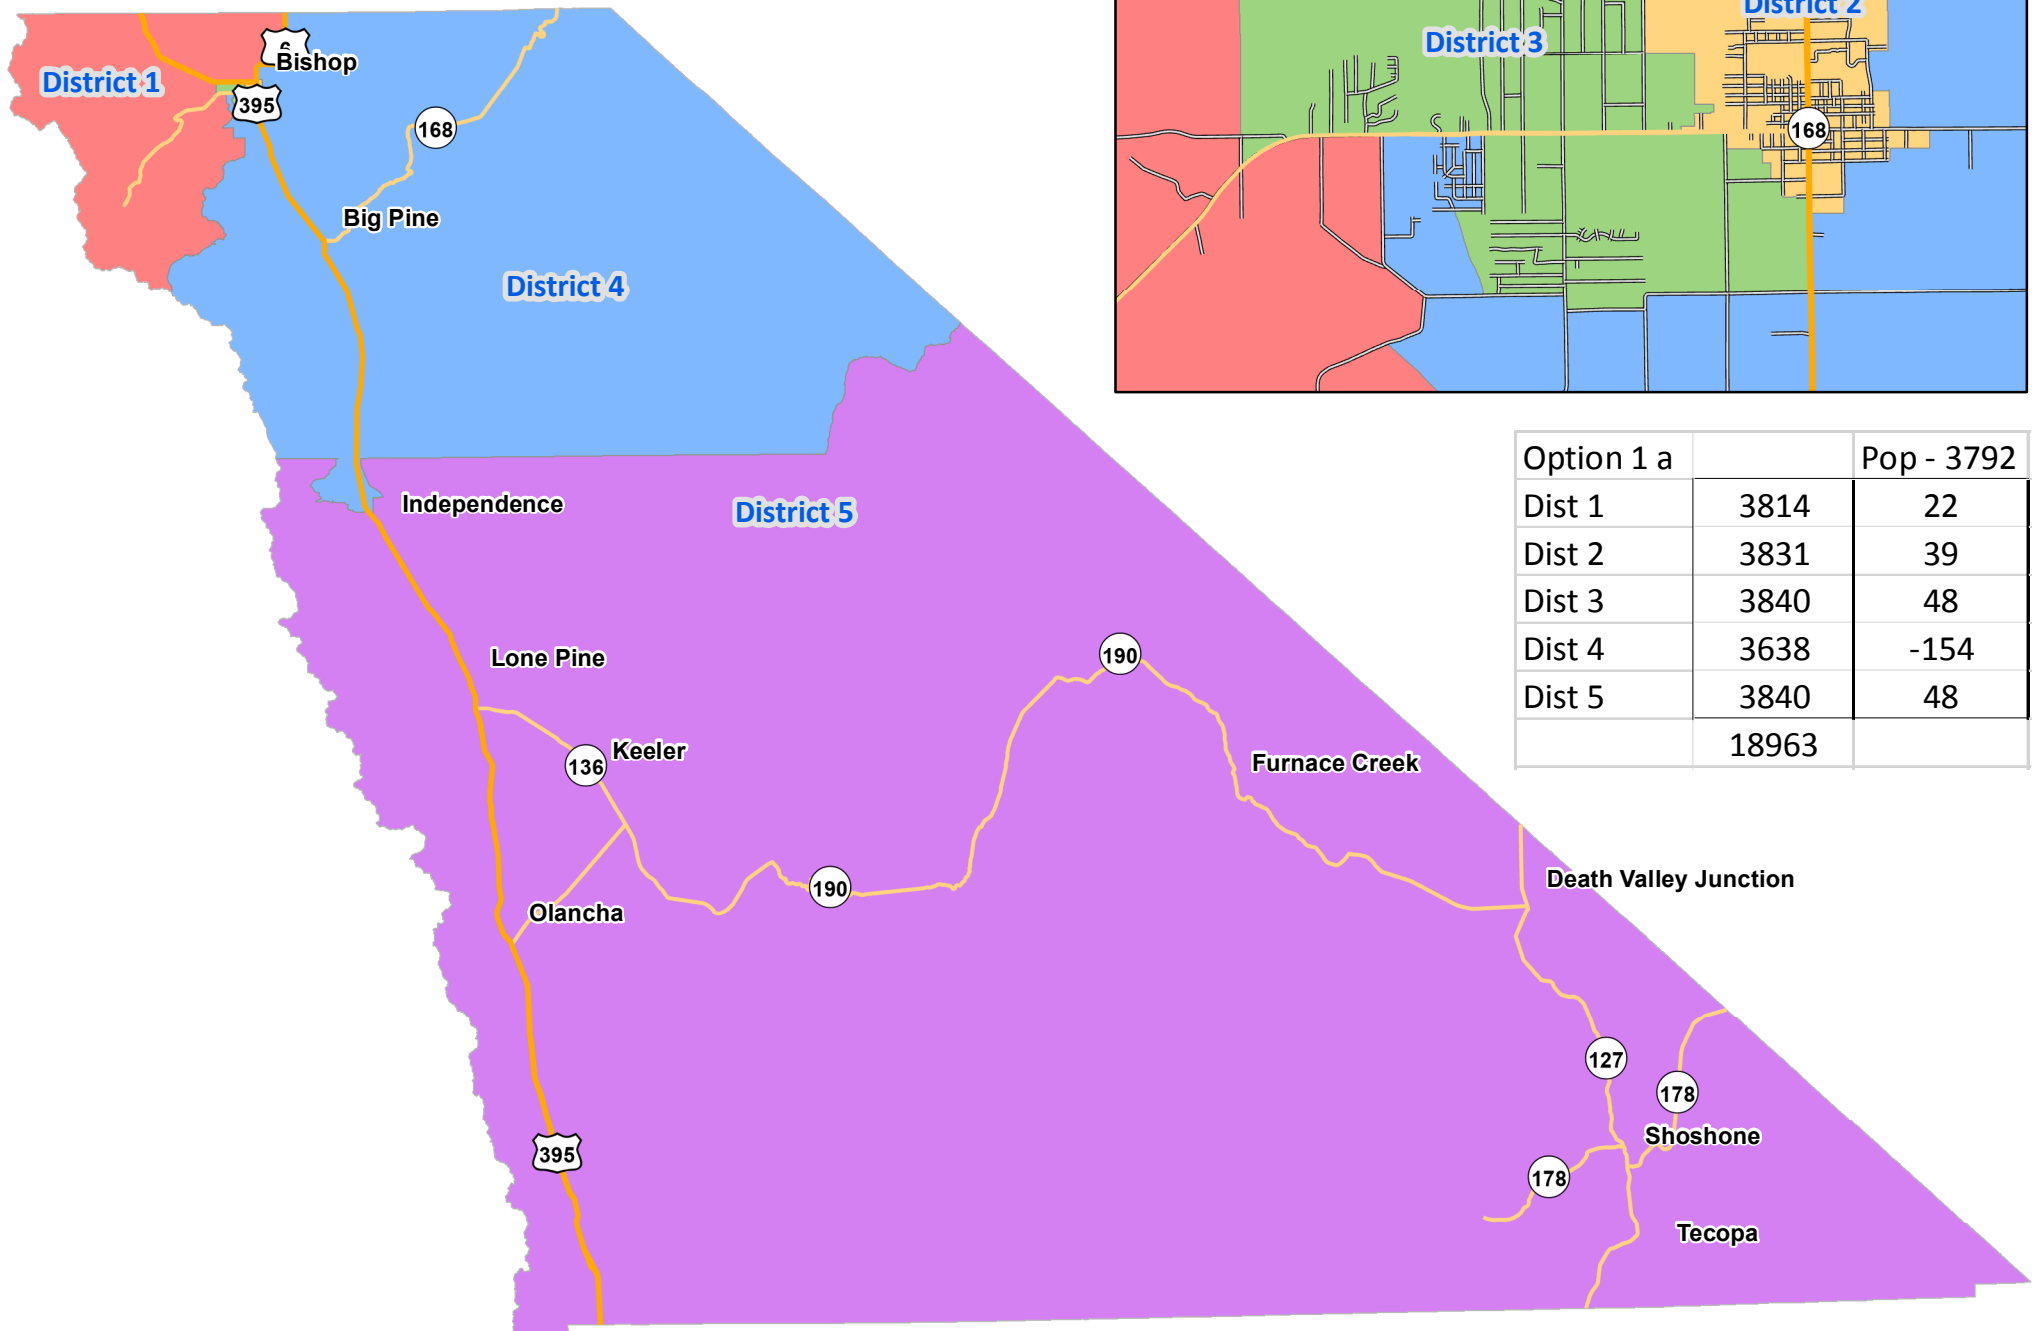 District 2
District 3
168
6
Bishop
District 1
395
168
Big Pine
District 4
Independence
District 5
Lone Pine
190
136
Keeler
Furnace Creek
190
Olancha
Death Valley Junction
127
178
395
Shoshone
178
Tecopa
Option 1 a Pop - 3792
Dist 1 3814 22
Dist 2 3831 39
Dist 3 3840 48
Dist 4 3638 -154
Dist 5 3840 48
18963